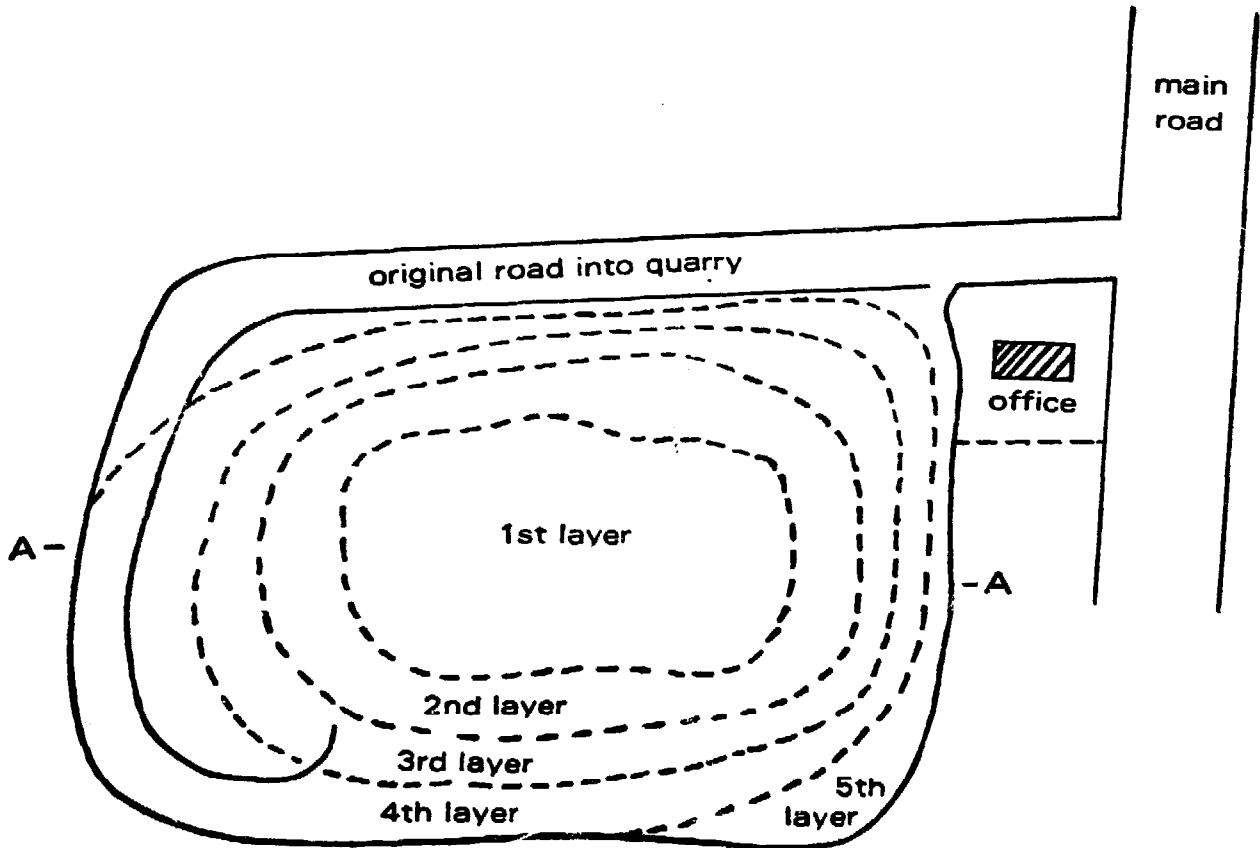 main
road
original road into quarry
office
1st layer
A
A
2nd layer
3rd layer
5th
layer
4th layer